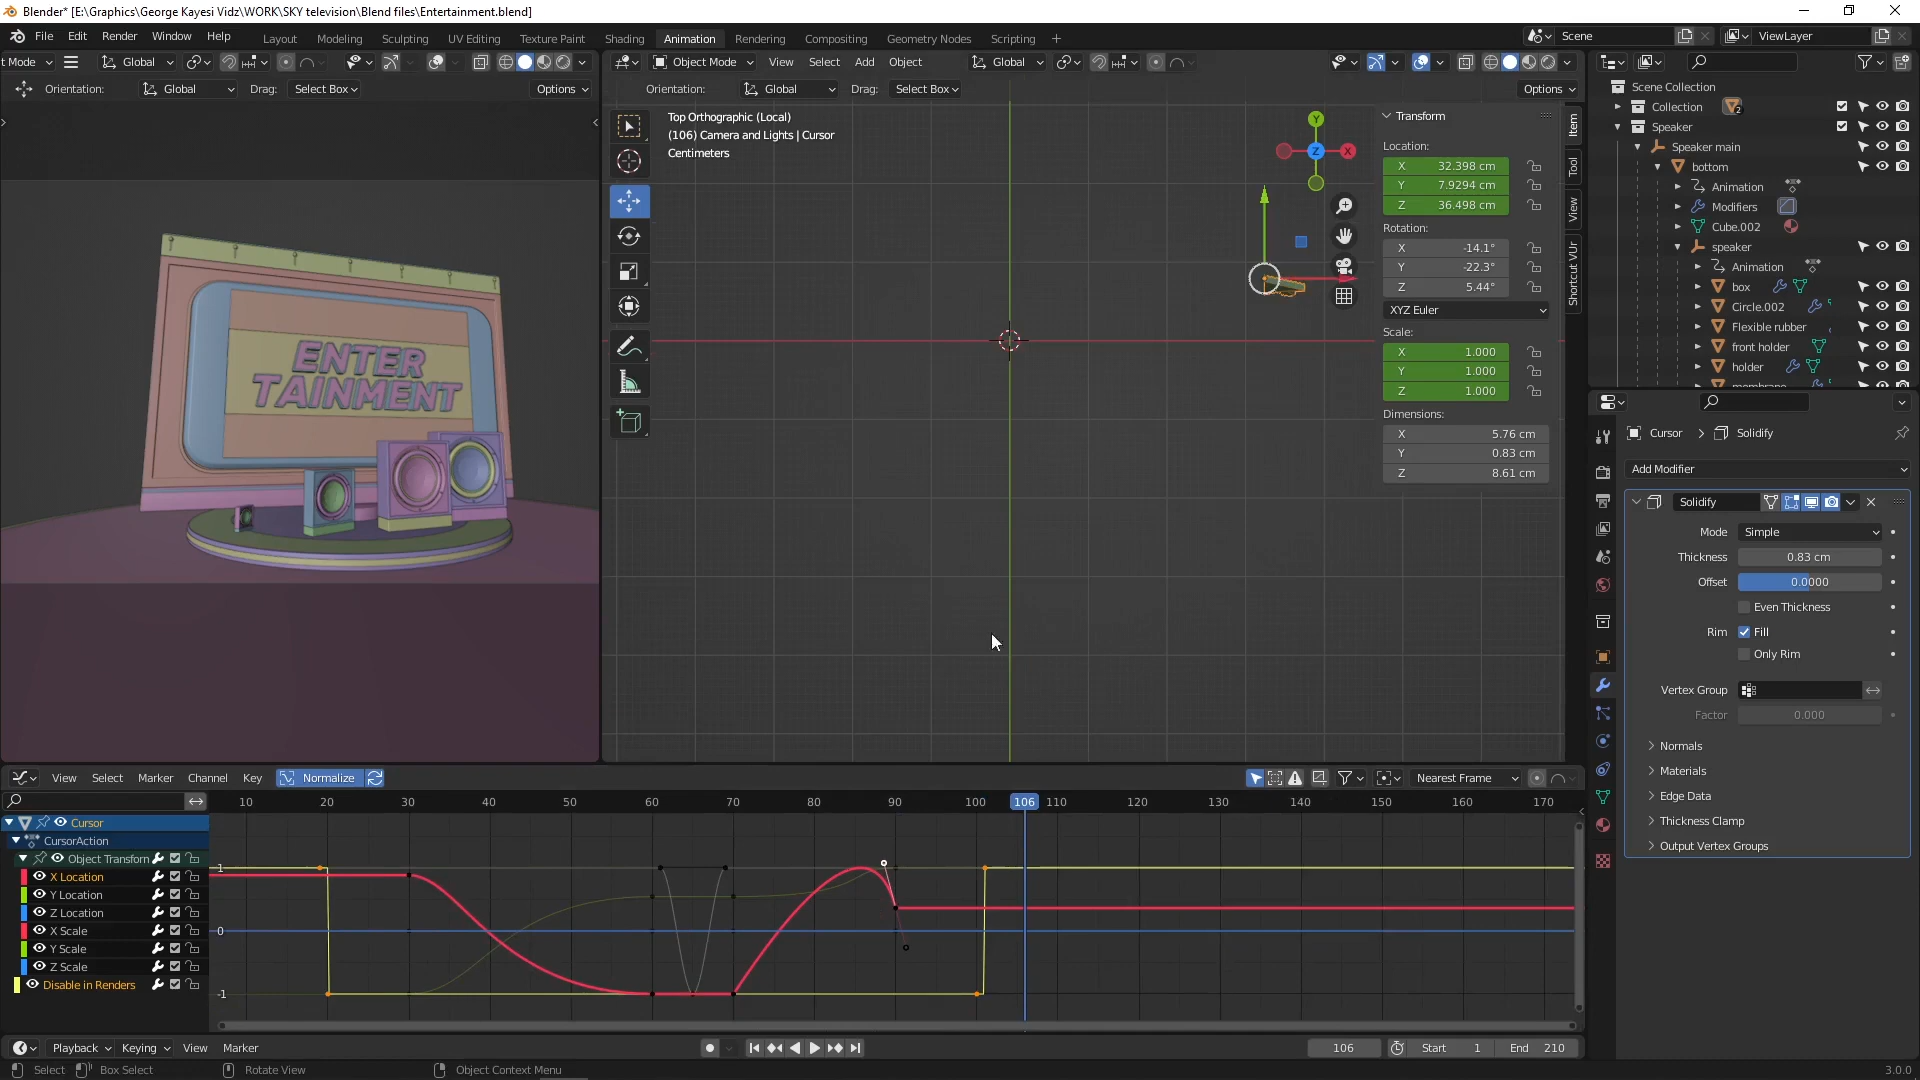 Blender* [E:\Graphics\George Kayesi Vidz\WORK\SKY television\Blend files\Entertainment.blend]
File Edit Render Window Help
Layout Modeling Sculpting UV Editing Texture Paint Shading Animation Rendering Compositing Geometry Nodes Scripting +
Scene ViewLayer
t Mode Global
Object Mode View Select Add Object Global
Orientation: Global Drag: Select Box Options
Orientation: Global Drag: Select Box Options
Top Orthographic (Local)
(106) Camera and Lights | Cursor
Centimeters
ENTER
TAINMENT
Y
Z
X
Transform
Location:
X 32.398 cm
Y 7.9294 cm
Z 36.498 cm
Rotation:
X -14.1°
Y -22.3°
Z 5.44°
XYZ Euler
Scale:
X 1.000
Y 1.000
Z 1.000
Dimensions:
X 5.76 cm
Y 0.83 cm
Z 8.61 cm
Item
Tool
View
Shortcut VUr
Scene Collection
Collection 2
Speaker
Speaker main
bottom
Animation
Modifiers
Cube.002
speaker
Animation
box
Circle.002
Flexible rubber
front holder
holder
membrane
Cursor > Solidify
Add Modifier
Solidify
Mode Simple
Thickness 0.83 cm
Offset 0.0000
Even Thickness
Rim Fill
Only Rim
Vertex Group
Factor 0.000
Normals
Materials
Edge Data
Thickness Clamp
Output Vertex Groups
View Select Marker Channel Key Normalize Nearest Frame
10 20 30 40 50 60 70 80 90 100 106 110 120 130 140 150 160 170
Cursor
CursorAction
Object Transform
X Location
Y Location
Z Location
X Scale
Y Scale
Z Scale
Disable in Renders
1
0
-1
Playback Keying View Marker 106 Start 1 End 210
Select Box Select Rotate View Object Context Menu 3.0.0